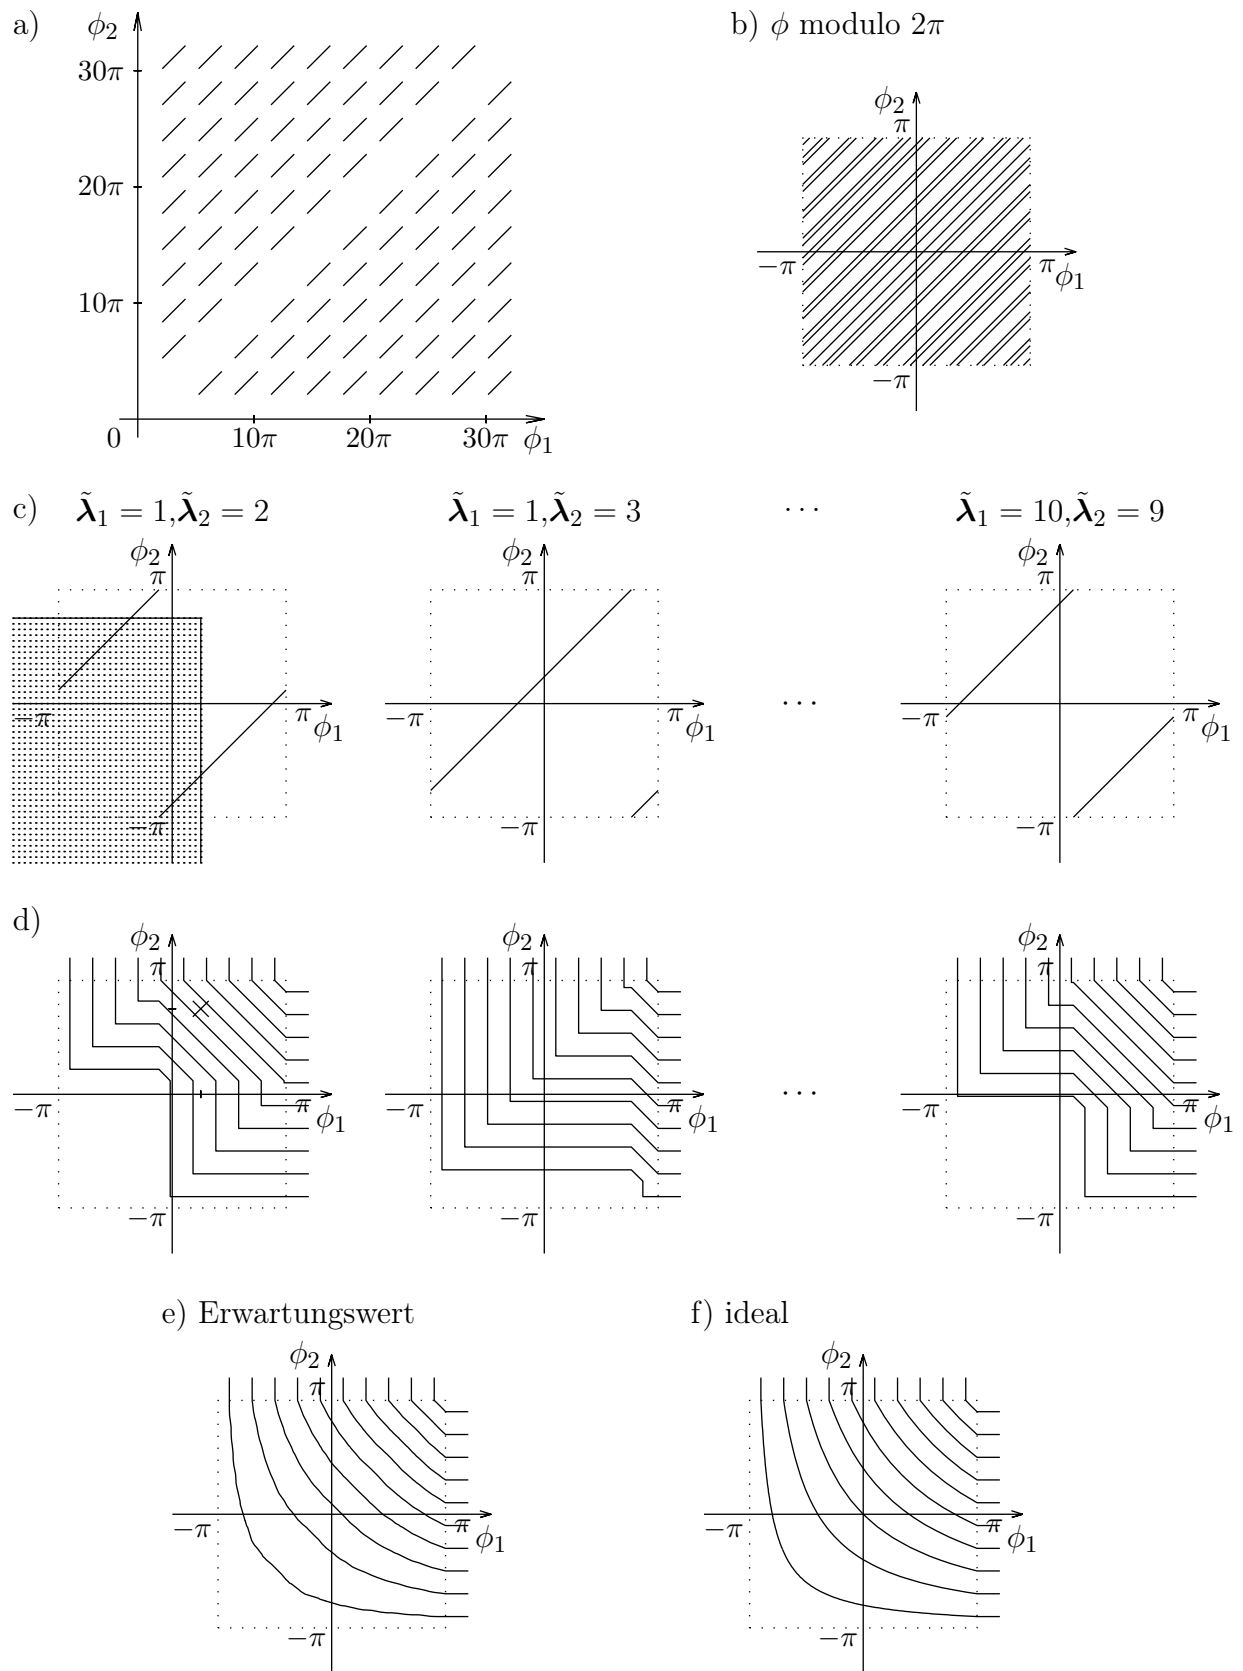 a)
ϕ₂
30π
20π
10π
0
10π
20π
30π
ϕ₁
b) ϕ modulo 2π
ϕ₂
π
−π
π
ϕ₁
−π
c)
λ̃₁ = 1,λ̃₂ = 2
λ̃₁ = 1,λ̃₂ = 3
· · ·
λ̃₁ = 10,λ̃₂ = 9
ϕ₂
π
−π
π
ϕ₁
−π
ϕ₂
π
−π
π
ϕ₁
−π
· · ·
ϕ₂
π
−π
π
ϕ₁
−π
d)
ϕ₂
π
−π
π
ϕ₁
−π
ϕ₂
π
−π
π
ϕ₁
−π
· · ·
ϕ₂
π
−π
π
ϕ₁
−π
e) Erwartungswert
ϕ₂
π
−π
π
ϕ₁
−π
f) ideal
ϕ₂
π
−π
π
ϕ₁
−π